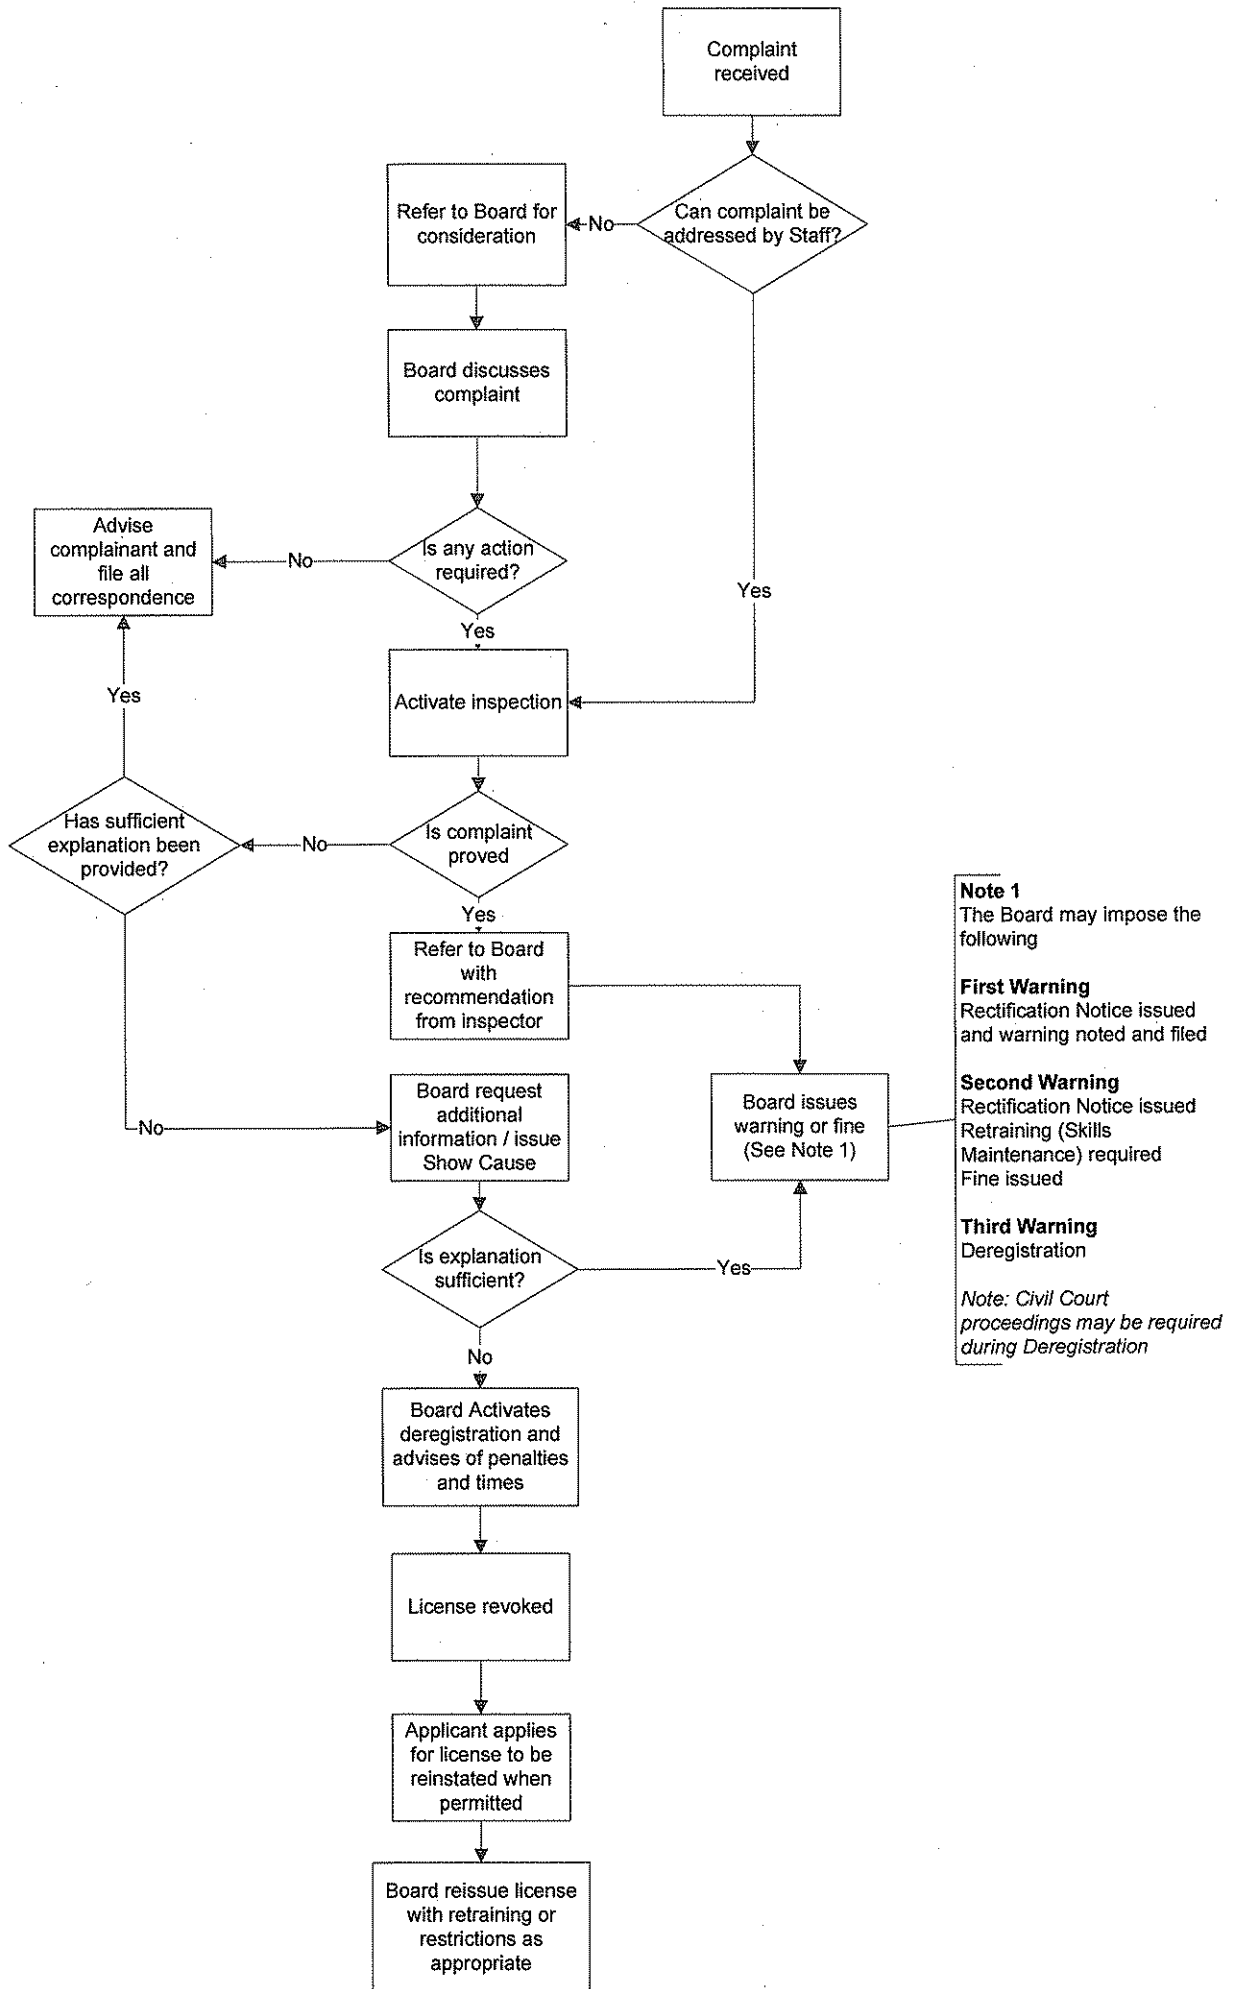 Complaint
received
Can complaint be
addressed by Staff?
No
Refer to Board for
consideration
Board discusses
complaint
Is any action
required?
No
Advise
complainant and
file all
correspondence
Yes
Yes
Activate inspection
Yes
Is complaint
proved
No
Has sufficient
explanation been
provided?
Yes
Refer to Board
with
recommendation
from inspector
No
Board request
additional
information / issue
Show Cause
Board issues
warning or fine
(See Note 1)
Note 1
The Board may impose the
following
First Warning
Rectification Notice issued
and warning noted and filed
Second Warning
Rectification Notice issued
Retraining (Skills
Maintenance) required
Fine issued
Third Warning
Deregistration
Note: Civil Court
proceedings may be required
during Deregistration
Is explanation
sufficient?
Yes
No
Board Activates
deregistration and
advises of penalties
and times
License revoked
Applicant applies
for license to be
reinstated when
permitted
Board reissue license
with retraining or
restrictions as
appropriate